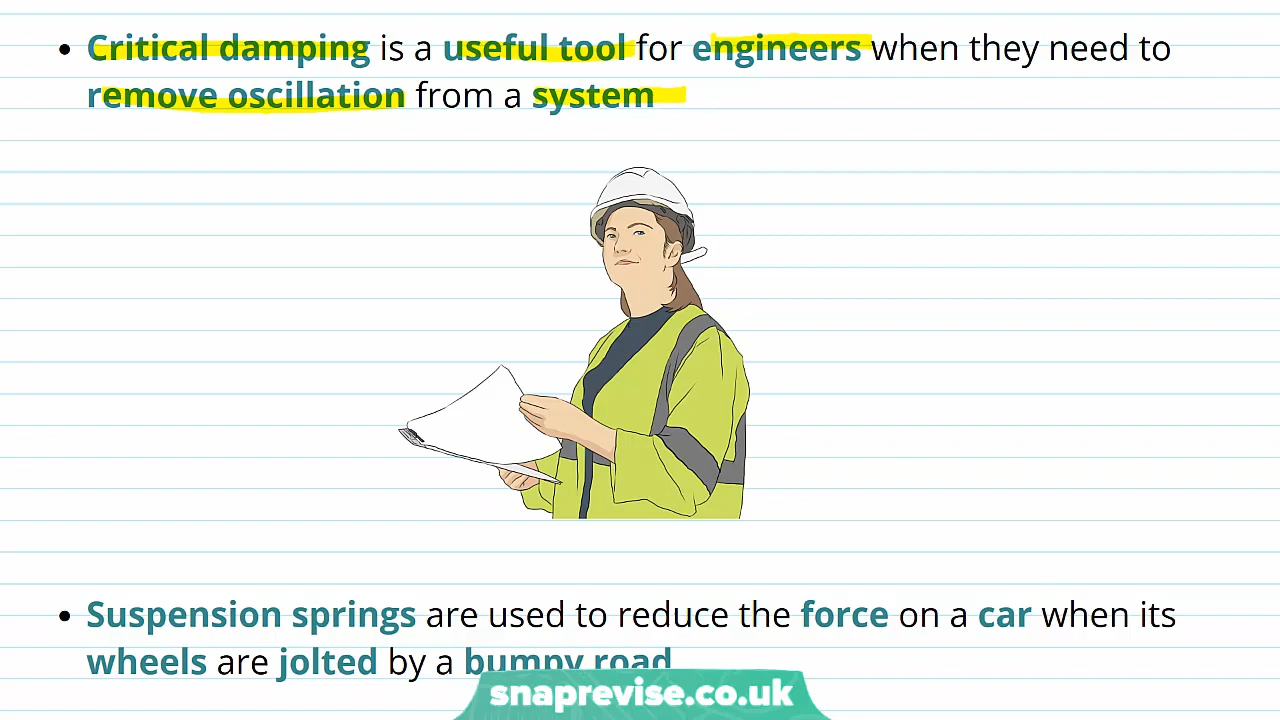 • Critical damping is a useful tool for engineers when they need to
remove oscillation from a system
• Suspension springs are used to reduce the force on a car when its
wheels are jolted by a bumpy road
snaprevise.co.uk